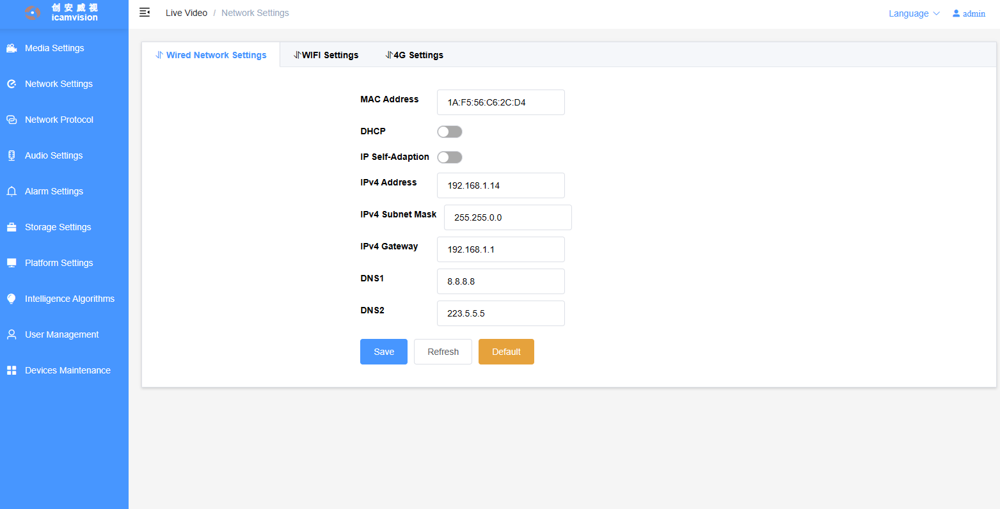 创安威视
icamvision
Live Video / Network Settings
Language
admin
Media Settings
Network Settings
Network Protocol
Audio Settings
Alarm Settings
Storage Settings
Platform Settings
Intelligence Algorithms
User Management
Devices Maintenance
Wired Network Settings WIFI Settings 4G Settings
MAC Address 1A:F5:56:C6:2C:D4
DHCP
IP Self-Adaption
IPv4 Address 192.168.1.14
IPv4 Subnet Mask 255.255.0.0
IPv4 Gateway 192.168.1.1
DNS1 8.8.8.8
DNS2 223.5.5.5
Save Refresh Default